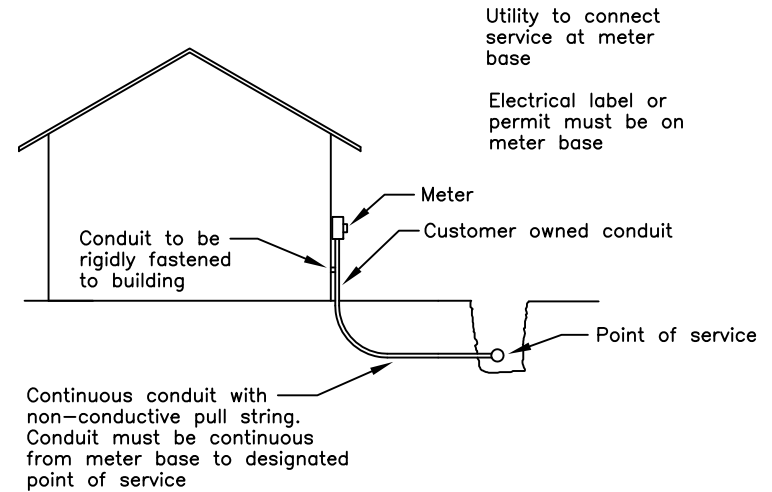 Utility to connect
service at meter
base
Electrical label or
permit must be on
meter base
Meter
Customer owned conduit
Conduit to be
rigidly fastened
to building
Point of service
Continuous conduit with
non-conductive pull string.
Conduit must be continuous
from meter base to designated
point of service